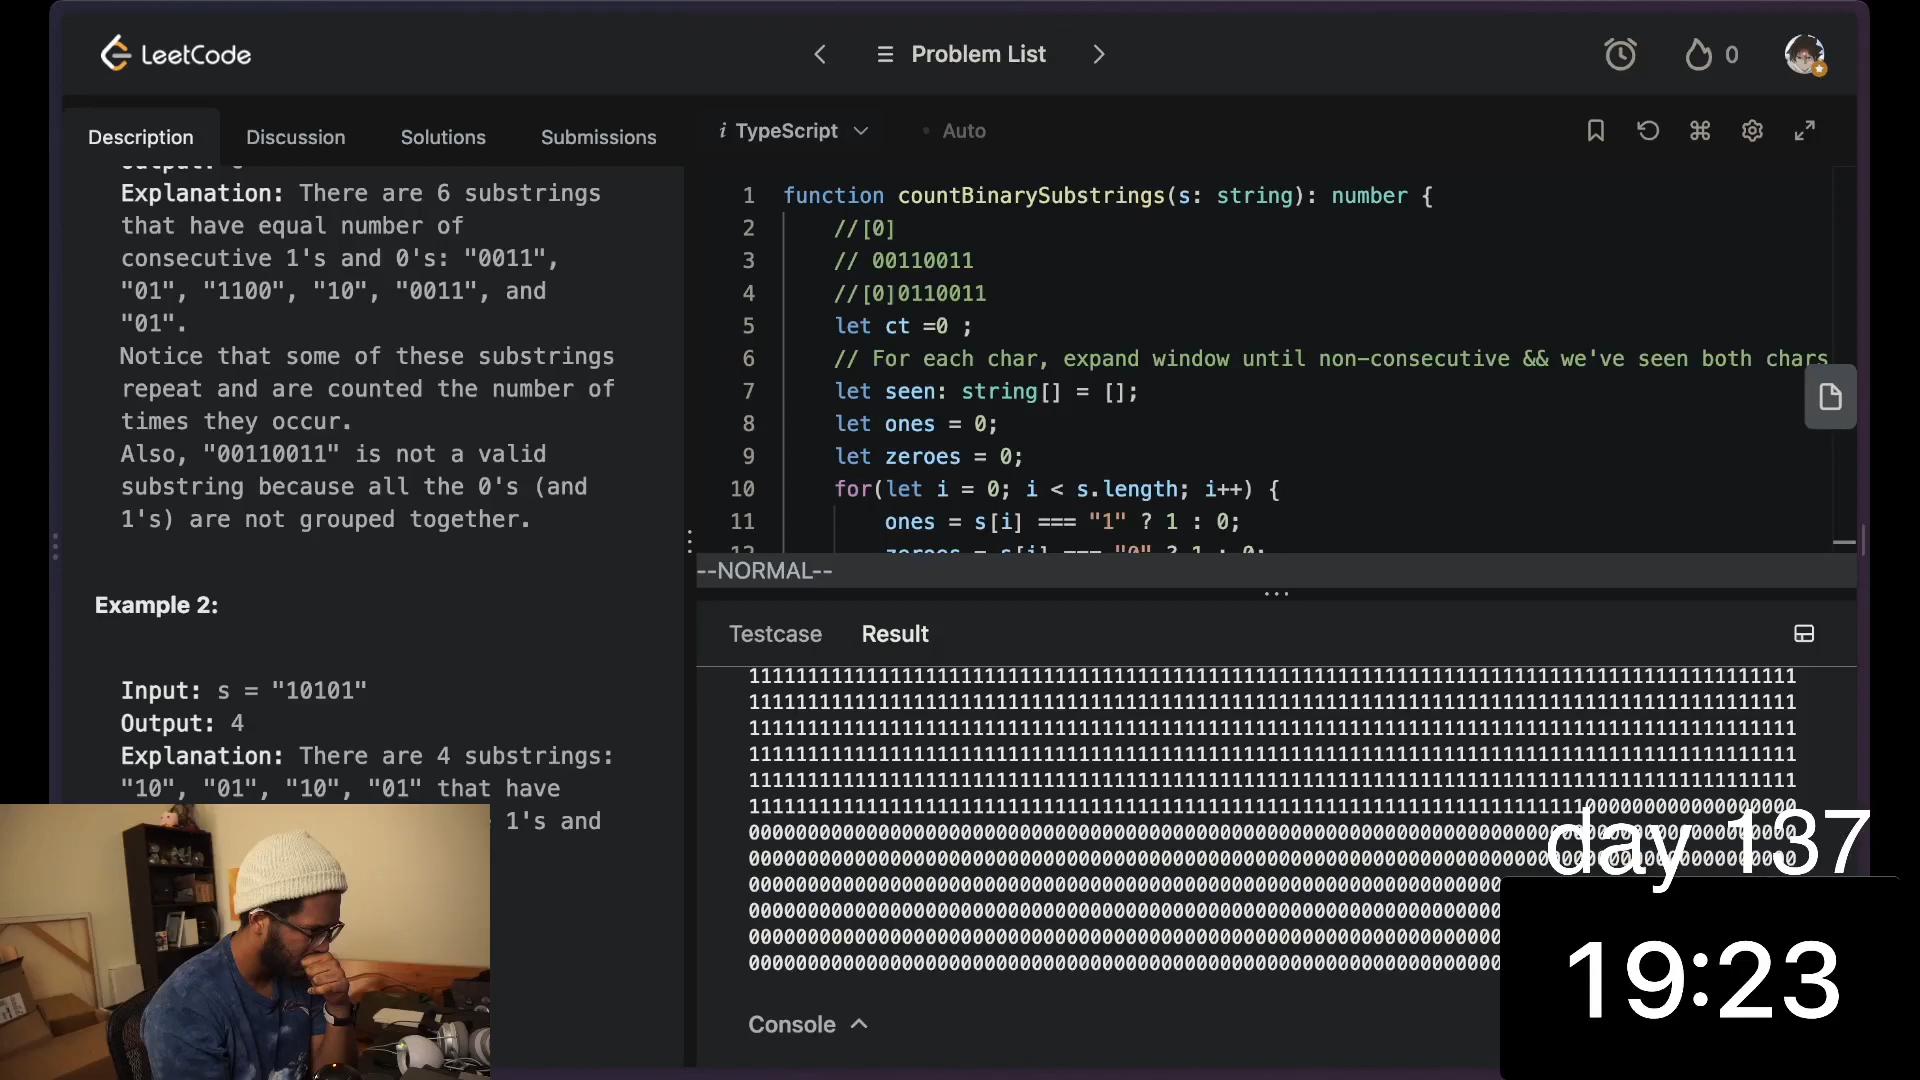 LeetCode
Problem List
0
Description
Discussion
Solutions
Submissions
i TypeScript
Auto
Explanation: There are 6 substrings
that have equal number of
consecutive 1's and 0's: "0011",
"01", "1100", "10", "0011", and
"01".
Notice that some of these substrings
repeat and are counted the number of
times they occur.
Also, "00110011" is not a valid
substring because all the 0's (and
1's) are not grouped together.
Example 2:
Input: s = "10101"
Output: 4
Explanation: There are 4 substrings:
"10", "01", "10", "01" that have
1's and
1 function countBinarySubstrings(s: string): number {
2 //[0]
3 // 00110011
4 //[0]0110011
5 let ct =0 ;
6 // For each char, expand window until non-consecutive && we've seen both chars
7 let seen: string[] = [];
8 let ones = 0;
9 let zeroes = 0;
10 for(let i = 0; i < s.length; i++) {
11 ones = s[i] === "1" ? 1 : 0;
12 zeroes = s[i] === "0" ? 1 : 0;
--NORMAL--
Testcase
Result
Console
day 137
19:23